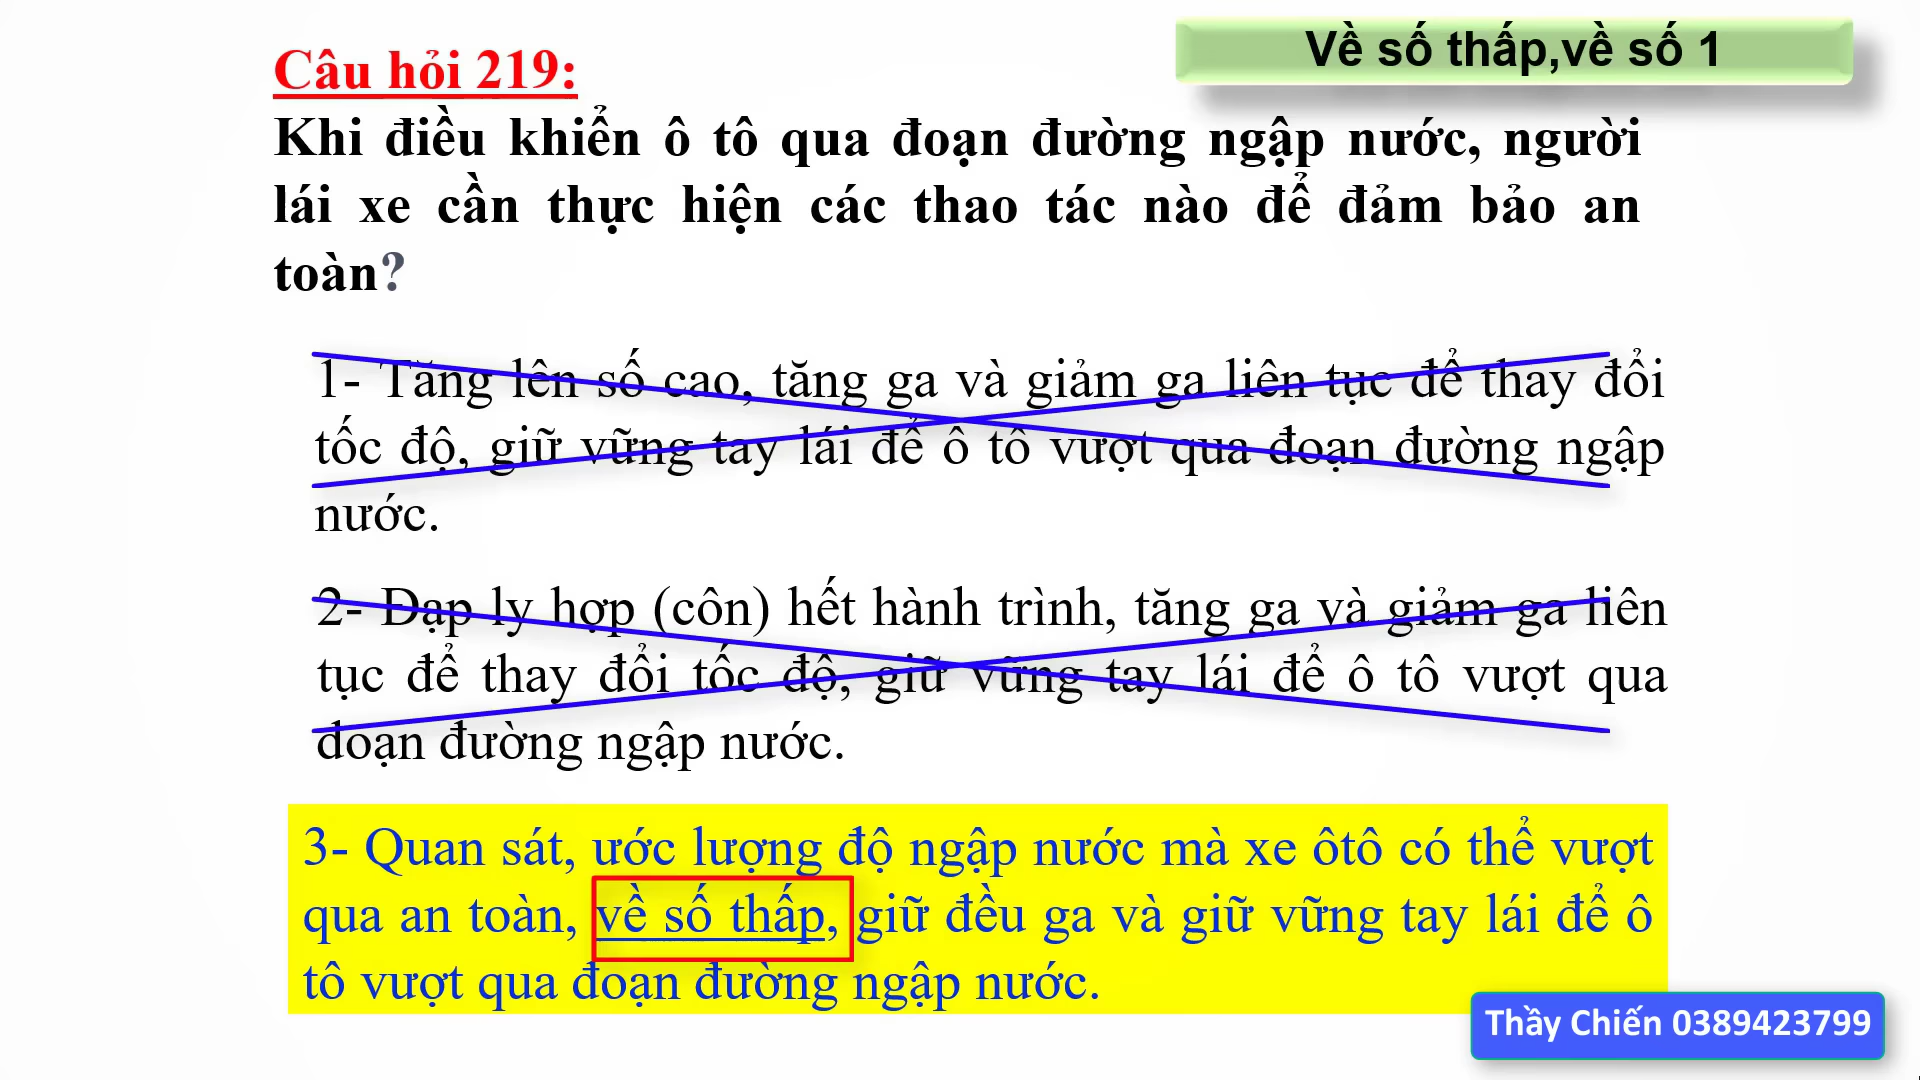 Về số thấp,về số 1
Câu hỏi 219:
Khi điều khiển ô tô qua đoạn đường ngập nước, người
lái xe cần thực hiện các thao tác nào để đảm bảo an
toàn?
1- Tăng lên số cao, tăng ga và giảm ga liên tục để thay đổi
tốc độ, giữ vững tay lái để ô tô vượt qua đoạn đường ngập
nước.
2- Đạp ly hợp (côn) hết hành trình, tăng ga và giảm ga liên
tục để thay đổi tốc độ, giữ vững tay lái để ô tô vượt qua
đoạn đường ngập nước.
3- Quan sát, ước lượng độ ngập nước mà xe ôtô có thể vượt
qua an toàn, về số thấp, giữ đều ga và giữ vững tay lái để ô
tô vượt qua đoạn đường ngập nước.
Thầy Chiến 0389423799